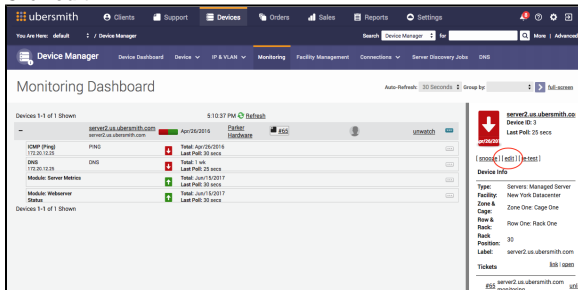 ubersmith Clients Support Devices Orders Sales Reports Settings
You Are Here: default / Device Manager Search Device Manager for More | Advanced
Device Manager Device Dashboard Device IP & VLAN Monitoring Facility Management Connections Server Discovery Jobs DNS
Monitoring Dashboard Auto-Refresh: 30 Seconds Group by: full-screen
Devices 1-1 of 1 Shown 5:10:37 PM Refresh
server2.us.ubersmith.com
server2.us.ubersmith.com
Apr/26/2016 Parker Hardware #65 unwatch
ICMP (Ping)
172.20.12.25
PING Total: Apr/26/2016
Last Poll: 30 secs
DNS
172.20.12.25
DNS Total: 1 wk
Last Poll: 25 secs
Module: Server Metrics Total: Jun/15/2017
Last Poll: 30 secs
Module: Webserver
Status
Total: Jun/15/2017
Last Poll: 30 secs
Devices 1-1 of 1 Shown
server2.us.ubersmith.co
Device ID: 3
Last Poll: 25 secs
Apr/26/201
[ snooze ] [ edit ] [ re-test ]
Device Info
Type: Servers: Managed Server
Facility: New York Datacenter
Zone &
Cage:
Zone One: Cage One
Row &
Rack:
Row One: Rack One
Rack
Position:
30
Label: server2.us.ubersmith.com
Tickets link | open
#65 server2.us.ubersmith.com unl
monitoring